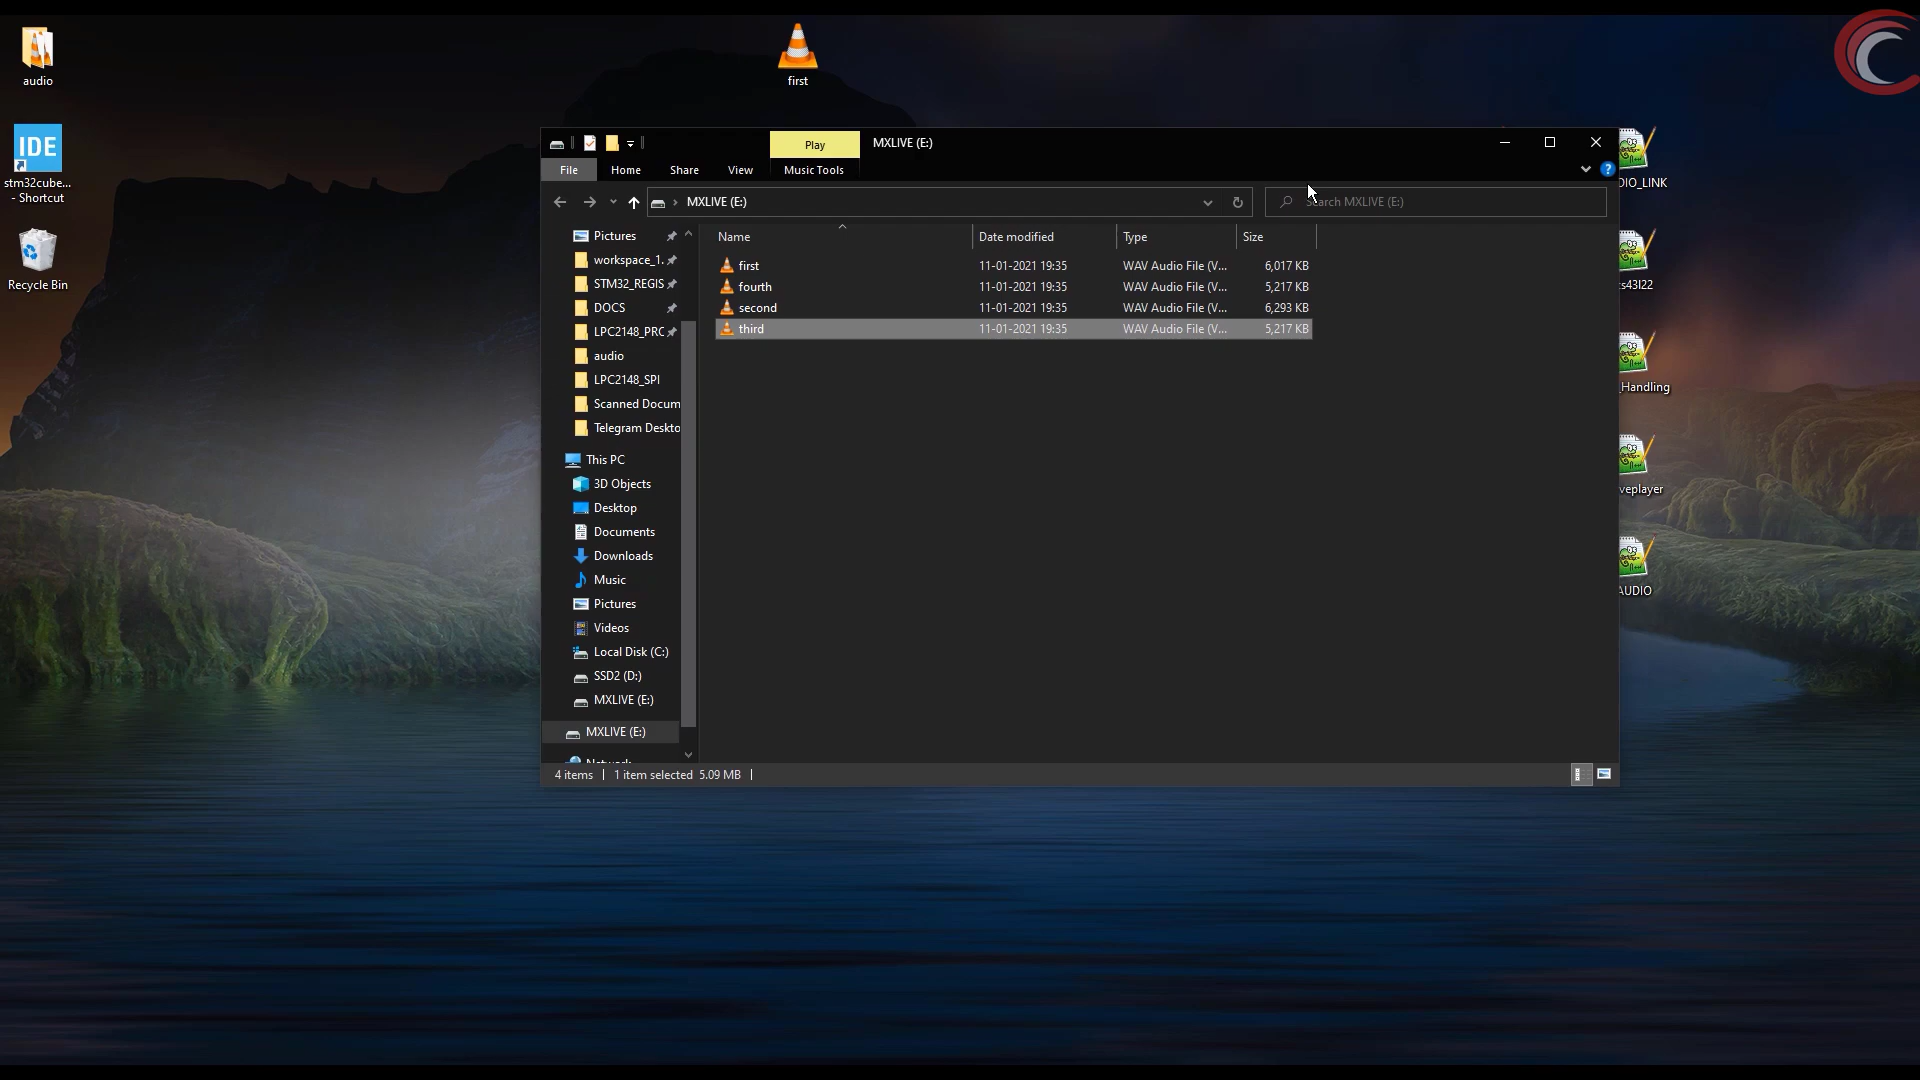 audio
first
stm32cube...
- Shortcut
Recycle Bin
Play
MXLIVE (E:)
File
Home
Share
View
Music Tools
MXLIVE (E:)
Search MXLIVE (E:)
Name
Date modified
Type
Size
first
11-01-2021 19:35
WAV Audio File (V...
6,017 KB
fourth
11-01-2021 19:35
WAV Audio File (V...
5,217 KB
second
11-01-2021 19:35
WAV Audio File (V...
6,293 KB
third
11-01-2021 19:35
WAV Audio File (V...
5,217 KB
Pictures
workspace_1.
STM32_REGIS
DOCS
LPC2148_PRC
audio
LPC2148_SPI
Scanned Docum
Telegram Deskto
This PC
3D Objects
Desktop
Documents
Downloads
Music
Pictures
Videos
Local Disk (C:)
SSD2 (D:)
MXLIVE (E:)
MXLIVE (E:)
4 items
1 item selected 5.09 MB
IDE
DIO_LINK
s43l22
Handling
veplayer
AUDIO